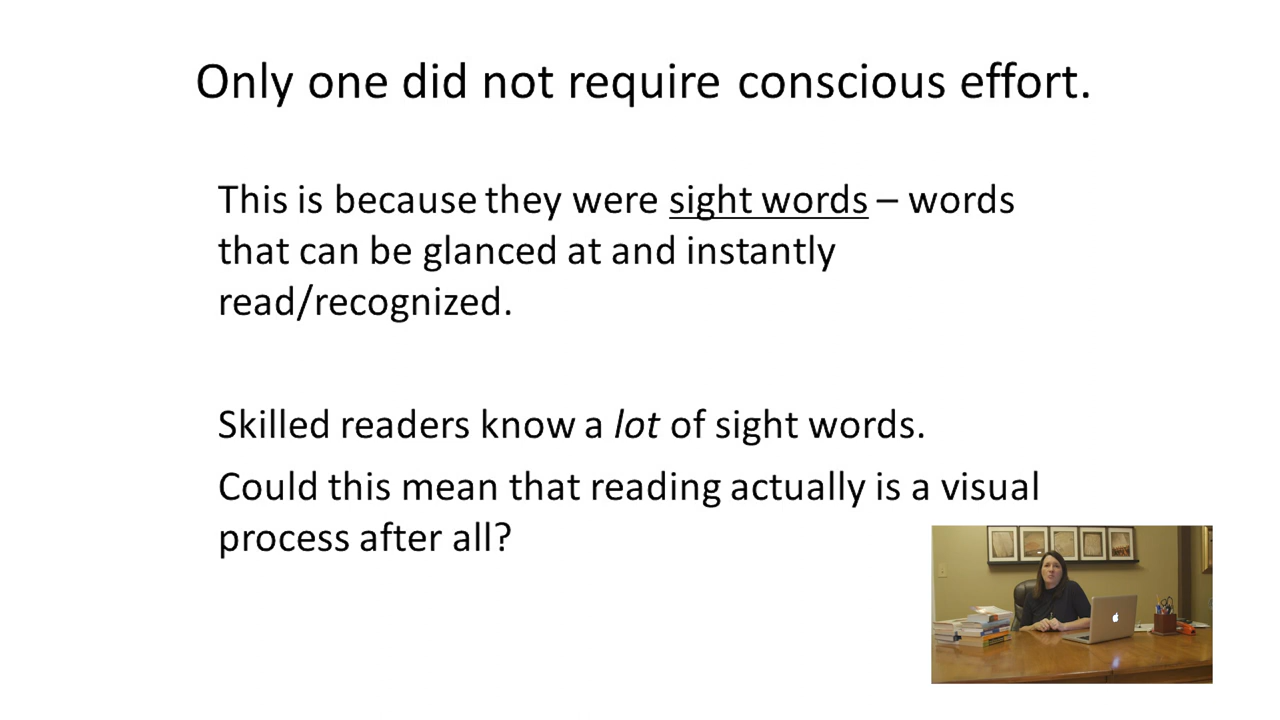 Only one did not require conscious effort.
This is because they were sight words – words
that can be glanced at and instantly
read/recognized.
Skilled readers know a lot of sight words.
Could this mean that reading actually is a visual
process after all?